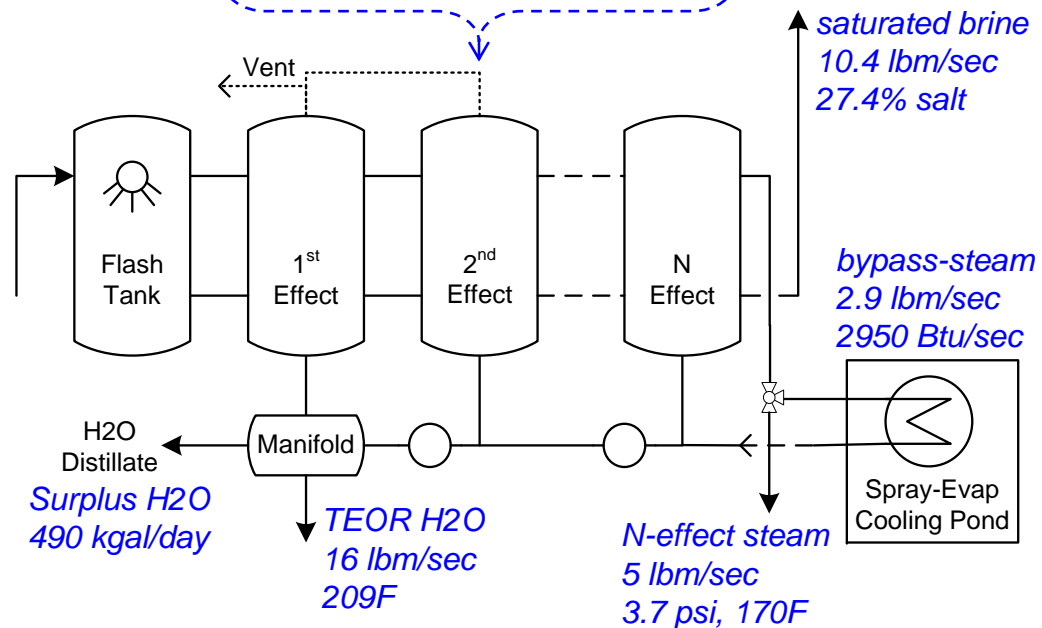 saturated brine
10.4 lbm/sec
27.4% salt
Vent
Flash
Tank
1st
Effect
2nd
Effect
N
Effect
bypass-steam
2.9 lbm/sec
2950 Btu/sec
H2O
Distillate
Manifold
Surplus H2O
490 kgal/day
TEOR H2O
16 lbm/sec
209F
N-effect steam
5 lbm/sec
3.7 psi, 170F
Spray-Evap
Cooling Pond